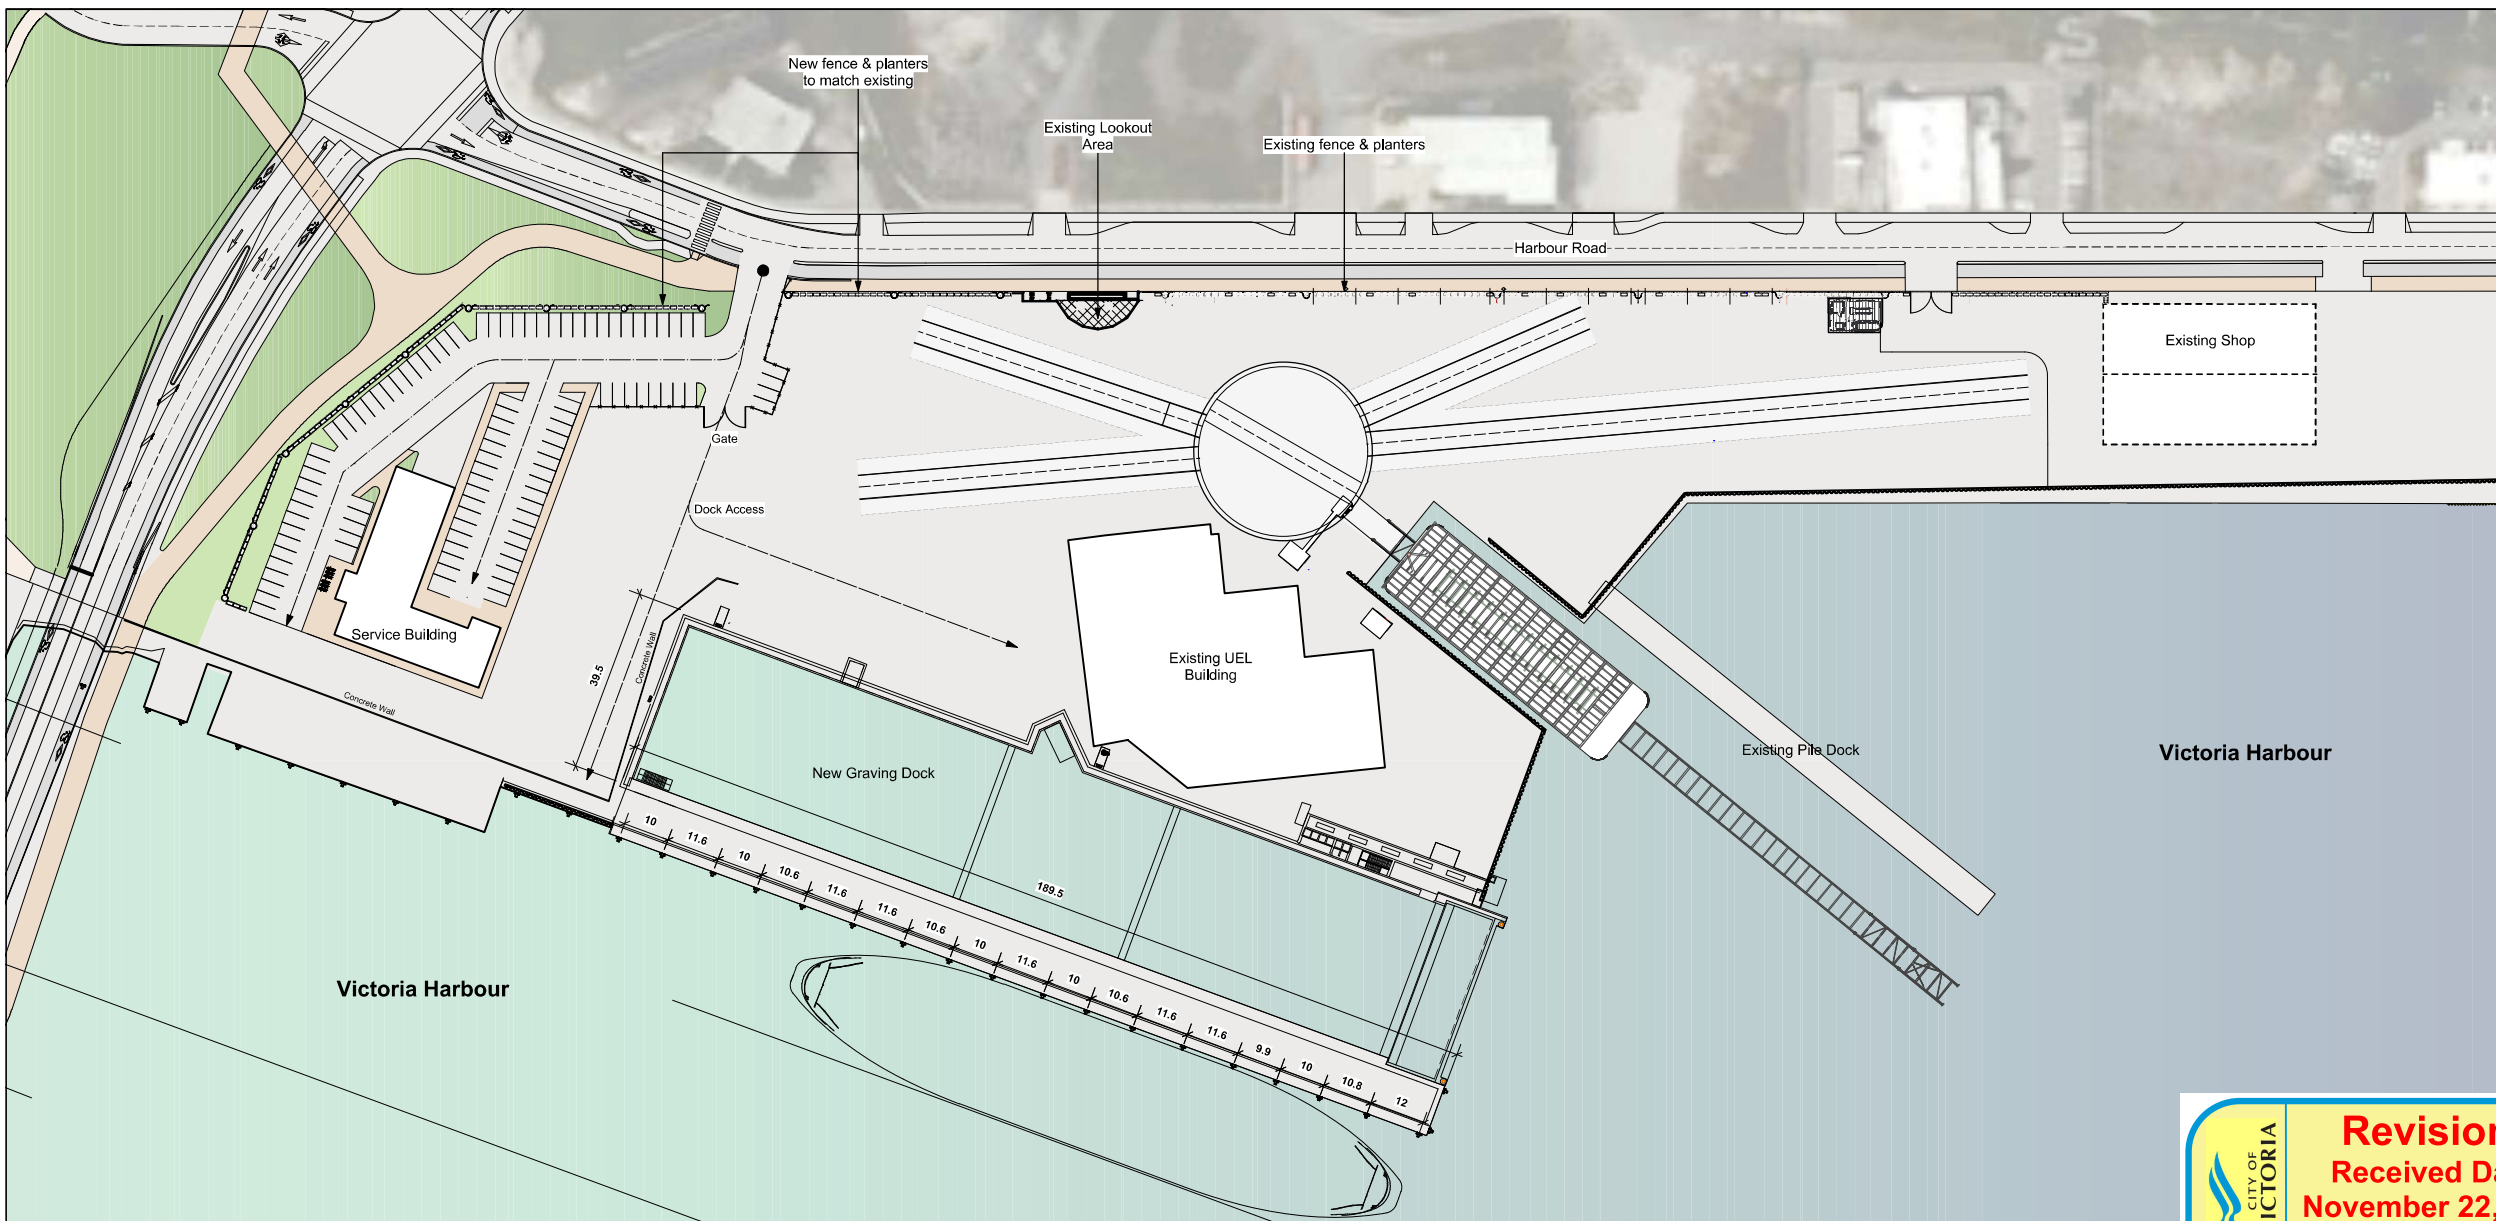 New fence & planters
to match existing
Existing Lookout
Area
Existing fence & planters
Harbour Road
Existing Shop
Gate
Dock Access
Service Building
Concrete Wall
Concrete Wall
39.5
Existing UEL
Building
New Graving Dock
Existing Pile Dock
Victoria Harbour
189.5
10
11.6
10
10.6
11.6
11.6
10.6
10
11.6
10
10.6
11.6
11.6
9.9
10
10.8
12
Victoria Harbour
CITY OF
VICTORIA
Revision
Received Da
November 22,